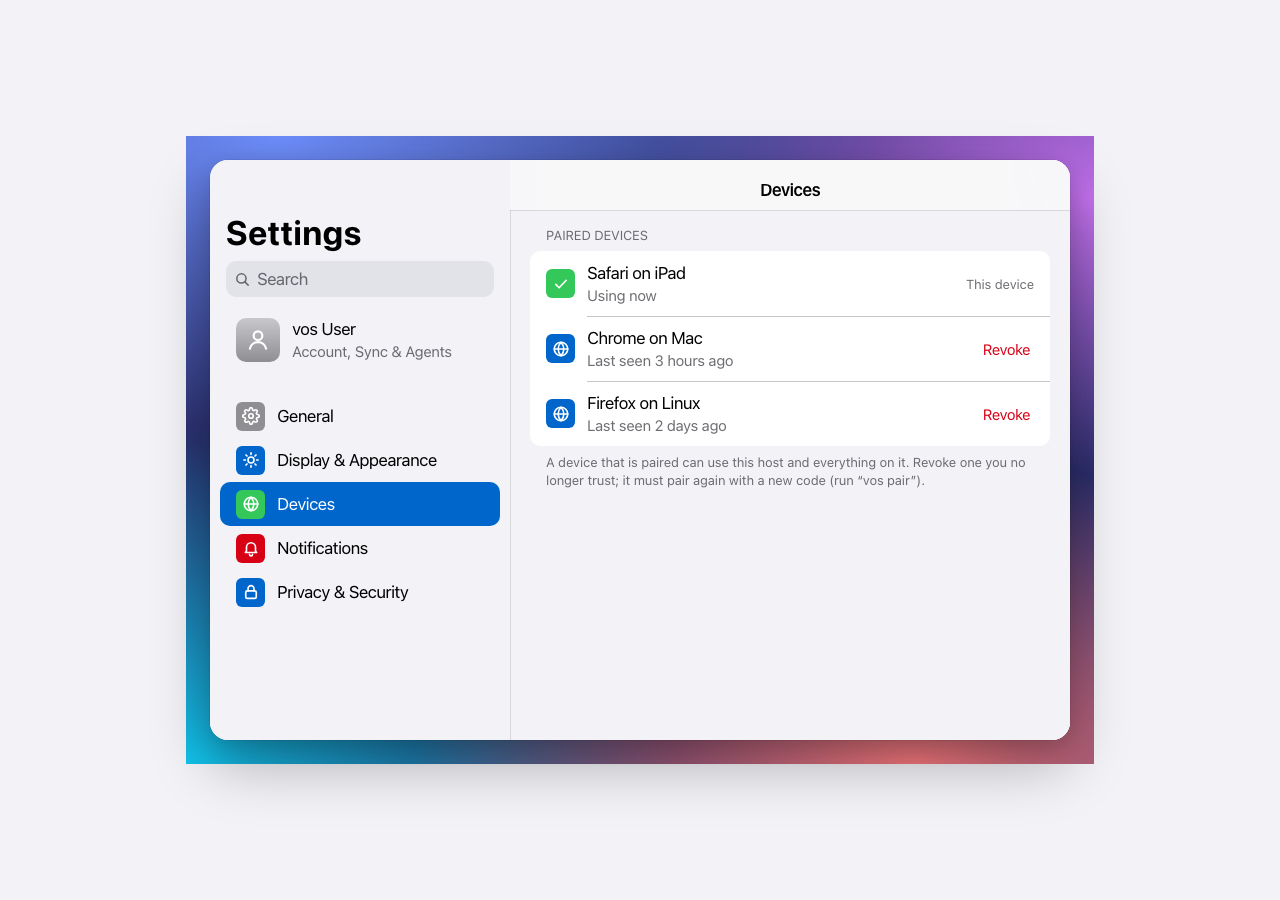 Settings
Search
vos User
Account, Sync & Agents
General
Display & Appearance
Devices
Notifications
Privacy & Security
Devices
PAIRED DEVICES
Safari on iPad
Using now
This device
Chrome on Mac
Last seen 3 hours ago
Revoke
Firefox on Linux
Last seen 2 days ago
Revoke
A device that is paired can use this host and everything on it. Revoke one you no
longer trust; it must pair again with a new code (run “vos pair”).